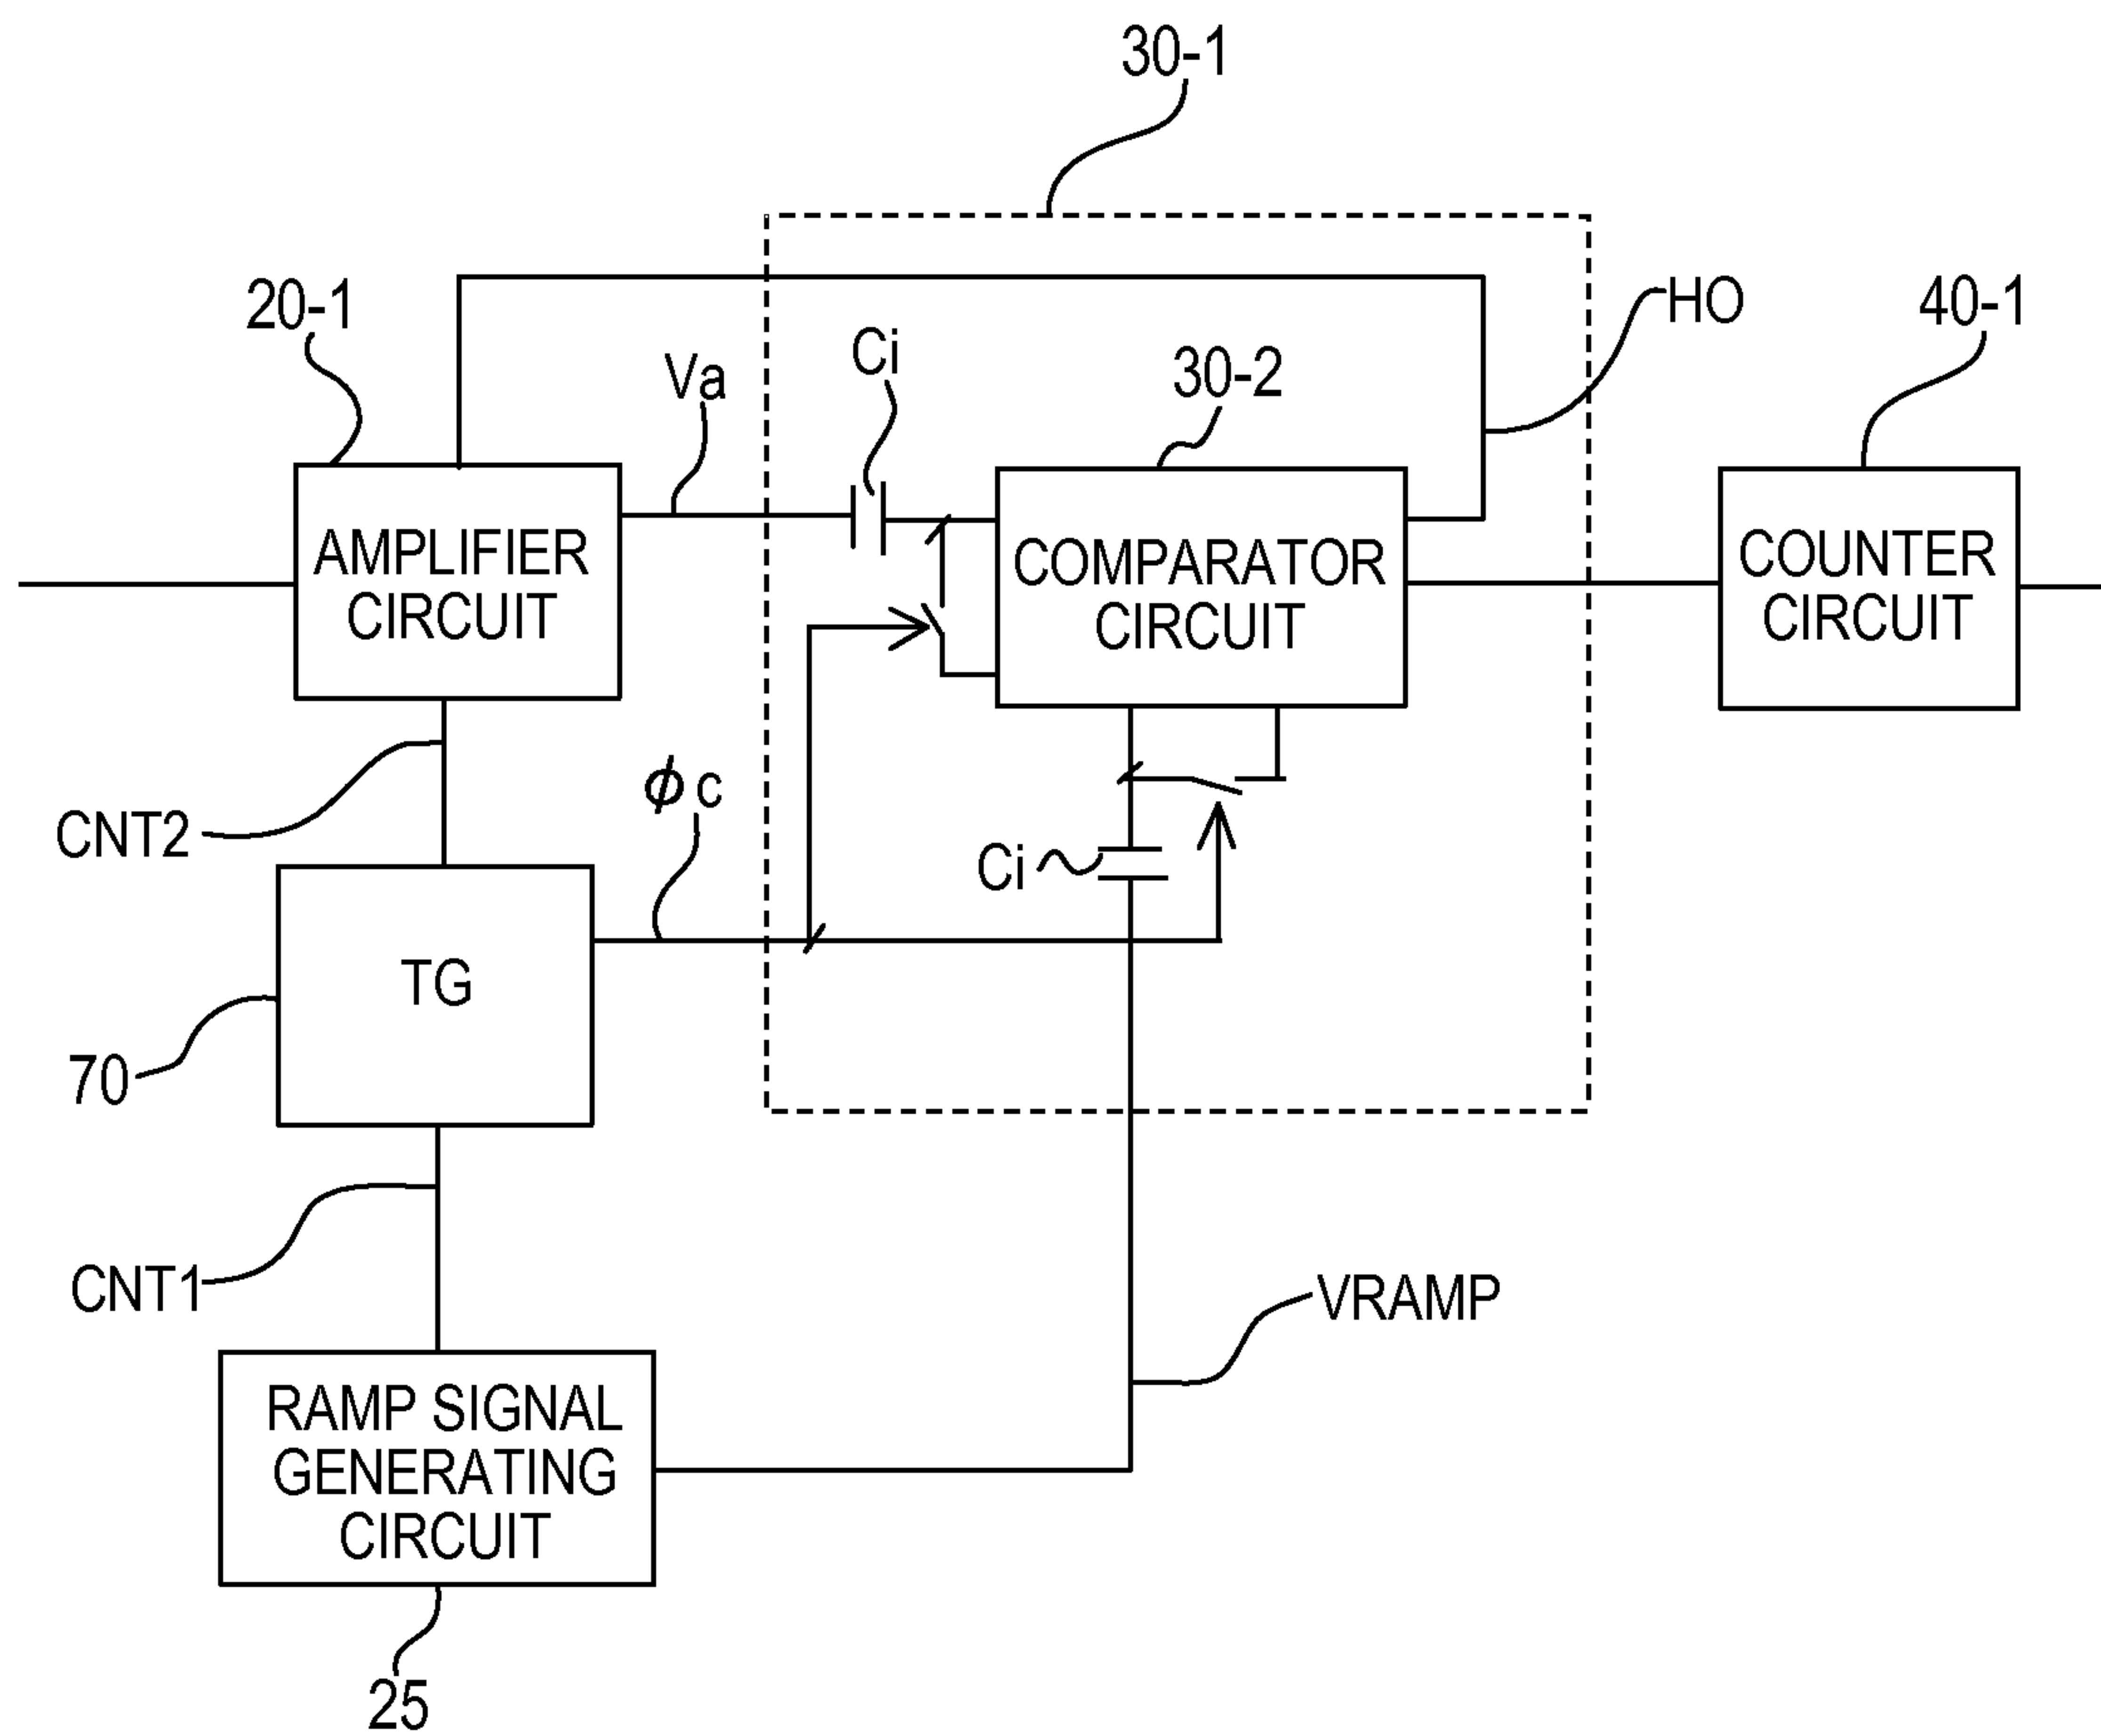 30-1
20-1
HO
40-1
Va
Ci
30-2
AMPLIFIER
CIRCUIT
COMPARATOR
CIRCUIT
COUNTER
CIRCUIT
CNT2
ϕc
Ci
TG
70
CNT1
VRAMP
RAMP SIGNAL
GENERATING
CIRCUIT
25